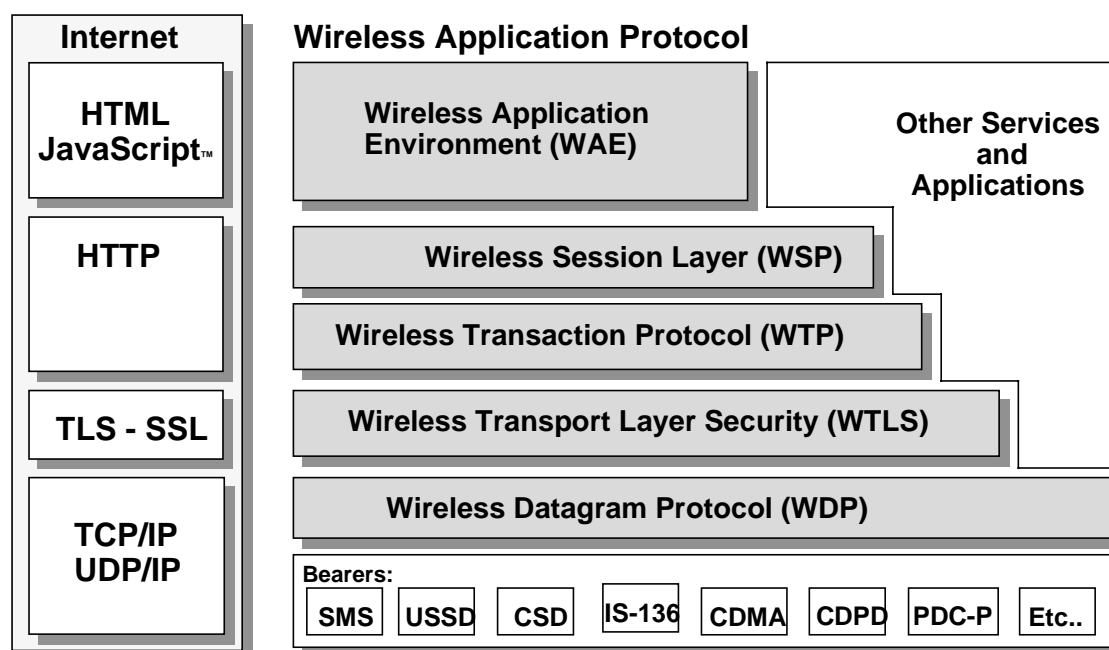 Internet
HTML
JavaScript™
HTTP
TLS - SSL
TCP/IP
UDP/IP
Wireless Application Protocol
Wireless Application
Environment (WAE)
Other Services
and
Applications
Wireless Session Layer (WSP)
Wireless Transaction Protocol (WTP)
Wireless Transport Layer Security (WTLS)
Wireless Datagram Protocol (WDP)
Bearers:
SMS USSD CSD IS-136 CDMA CDPD PDC-P Etc..